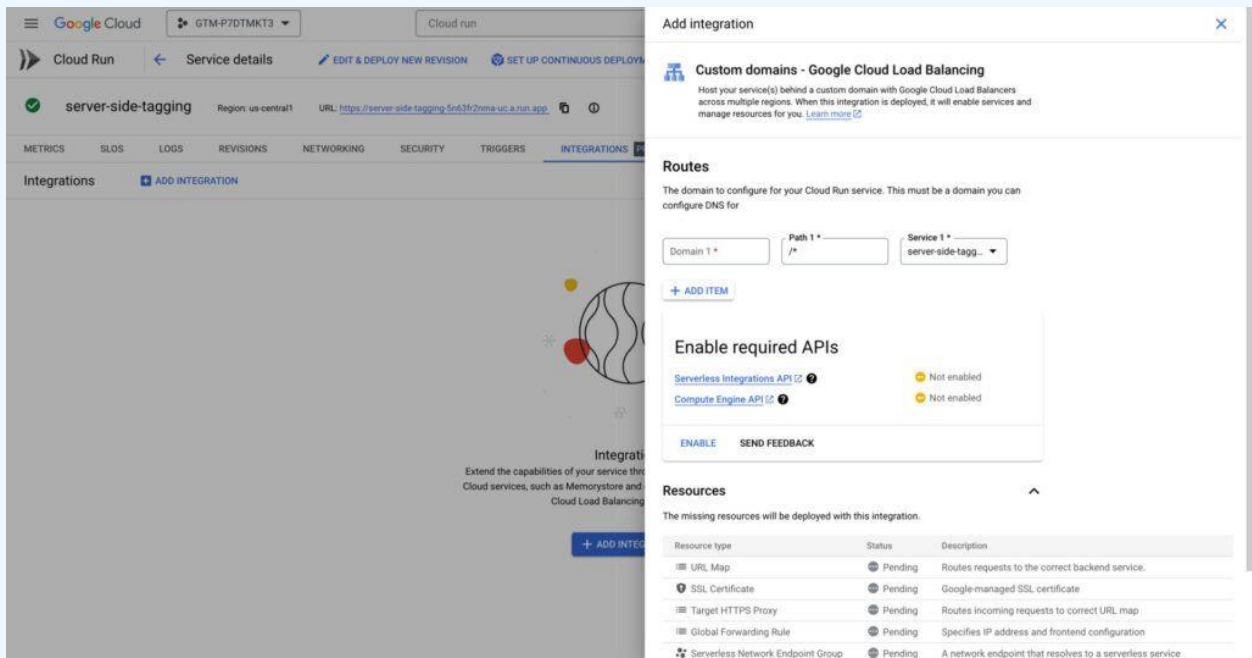 Google Cloud
GTM-P7DTMKT3
Cloud run
Cloud Run
Service details
EDIT & DEPLOY NEW REVISION
SET UP CONTINUOUS DEPLOYM
server-side-tagging
Region: us-central1
URL: https://server-side-tagging-5n63fr2nma-uc.a.run.app
METRICS
SLOS
LOGS
REVISIONS
NETWORKING
SECURITY
TRIGGERS
INTEGRATIONS
Integrations
ADD INTEGRATION
Integrati
Extend the capabilities of your service thro
Cloud services, such as Memorystore and
Cloud Load Balancing
+ ADD INTEG
Add integration
Custom domains - Google Cloud Load Balancing
Host your service(s) behind a custom domain with Google Cloud Load Balancers
across multiple regions. When this integration is deployed, it will enable services and
manage resources for you. Learn more
Routes
The domain to configure for your Cloud Run service. This must be a domain you can
configure DNS for
Domain 1 *
Path 1 *
/*
Service 1 *
server-side-tagg...
+ ADD ITEM
Enable required APIs
Serverless Integrations API Not enabled
Compute Engine API Not enabled
ENABLE SEND FEEDBACK
Resources
The missing resources will be deployed with this integration.
Resource type Status Description
URL Map Pending Routes requests to the correct backend service.
SSL Certificate Pending Google-managed SSL certificate
Target HTTPS Proxy Pending Routes incoming requests to correct URL map
Global Forwarding Rule Pending Specifies IP address and frontend configuration
Serverless Network Endpoint Group Pending A network endpoint that resolves to a serverless service